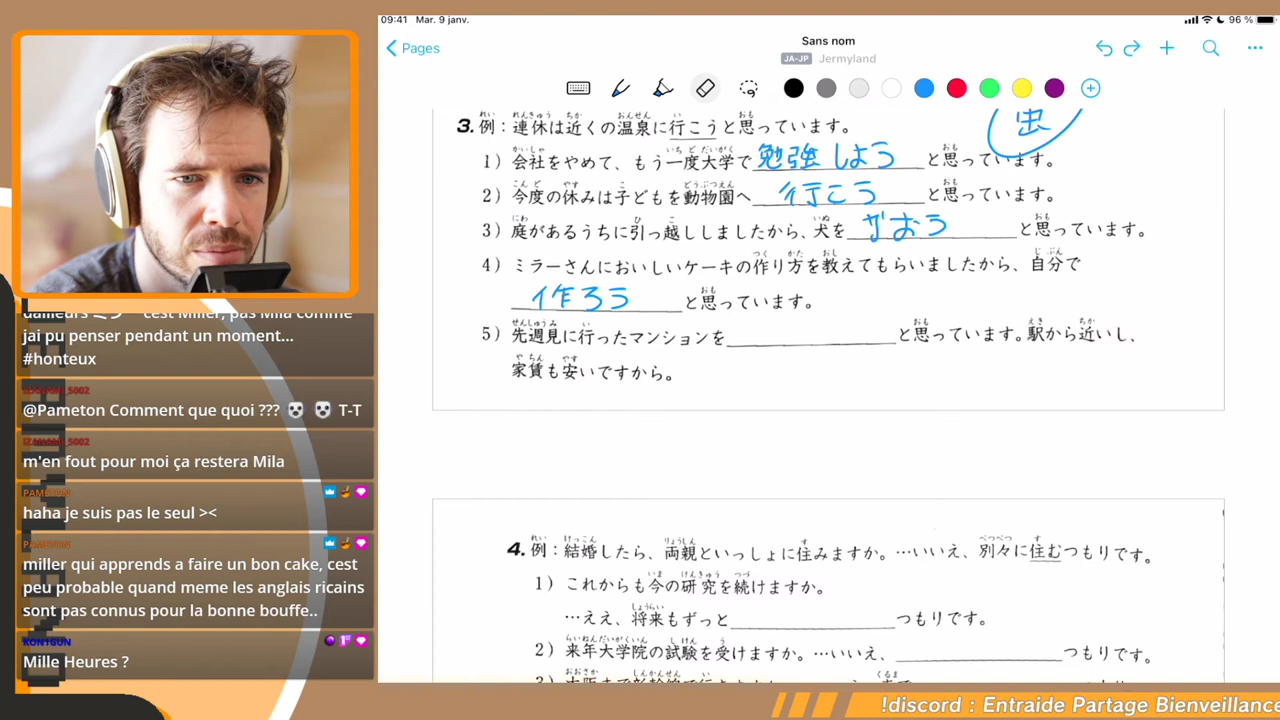 09:41 Mar. 9 janv.
96 %
Pages
Sans nom
JA-JP Jermyland
3. 例：連休は近くの温泉に行こうと思っています。
1）会社をやめて、もう一度大学で勉強しようと思っています。
2）今度の休みは子どもを動物園へ行こうと思っています。
3）庭があるうちに引っ越ししましたから、犬をがおうと思っています。
4）ミラーさんにおいしいケーキの作り方を教えてもらいましたから、自分で
作ろうと思っています。
5）先週見に行ったマンションを　　　　と思っています。駅から近いし、
家賃も安いですから。
4. 例：結婚したら、両親といっしょに住みますか。…いいえ、別々に住むつもりです。
1）これからも今の研究を続けますか。
…ええ、将来もずっと　　　　つもりです。
2）来年大学院の試験を受けますか。…いいえ、　　　　つもりです。
dailleurs ミラー cest Miller, pas Mila comme
jai pu penser pendant un moment...
#honteux
@Pameton Comment que quoi ??? T-T
m'en fout pour moi ça restera Mila
PAMETON
haha je suis pas le seul ><
PAMETON
miller qui apprends a faire un bon cake, cest
peu probable quand meme les anglais ricains
sont pas connus pour la bonne bouffe..
Mille Heures ?
!discord : Entraide Partage Bienveillance